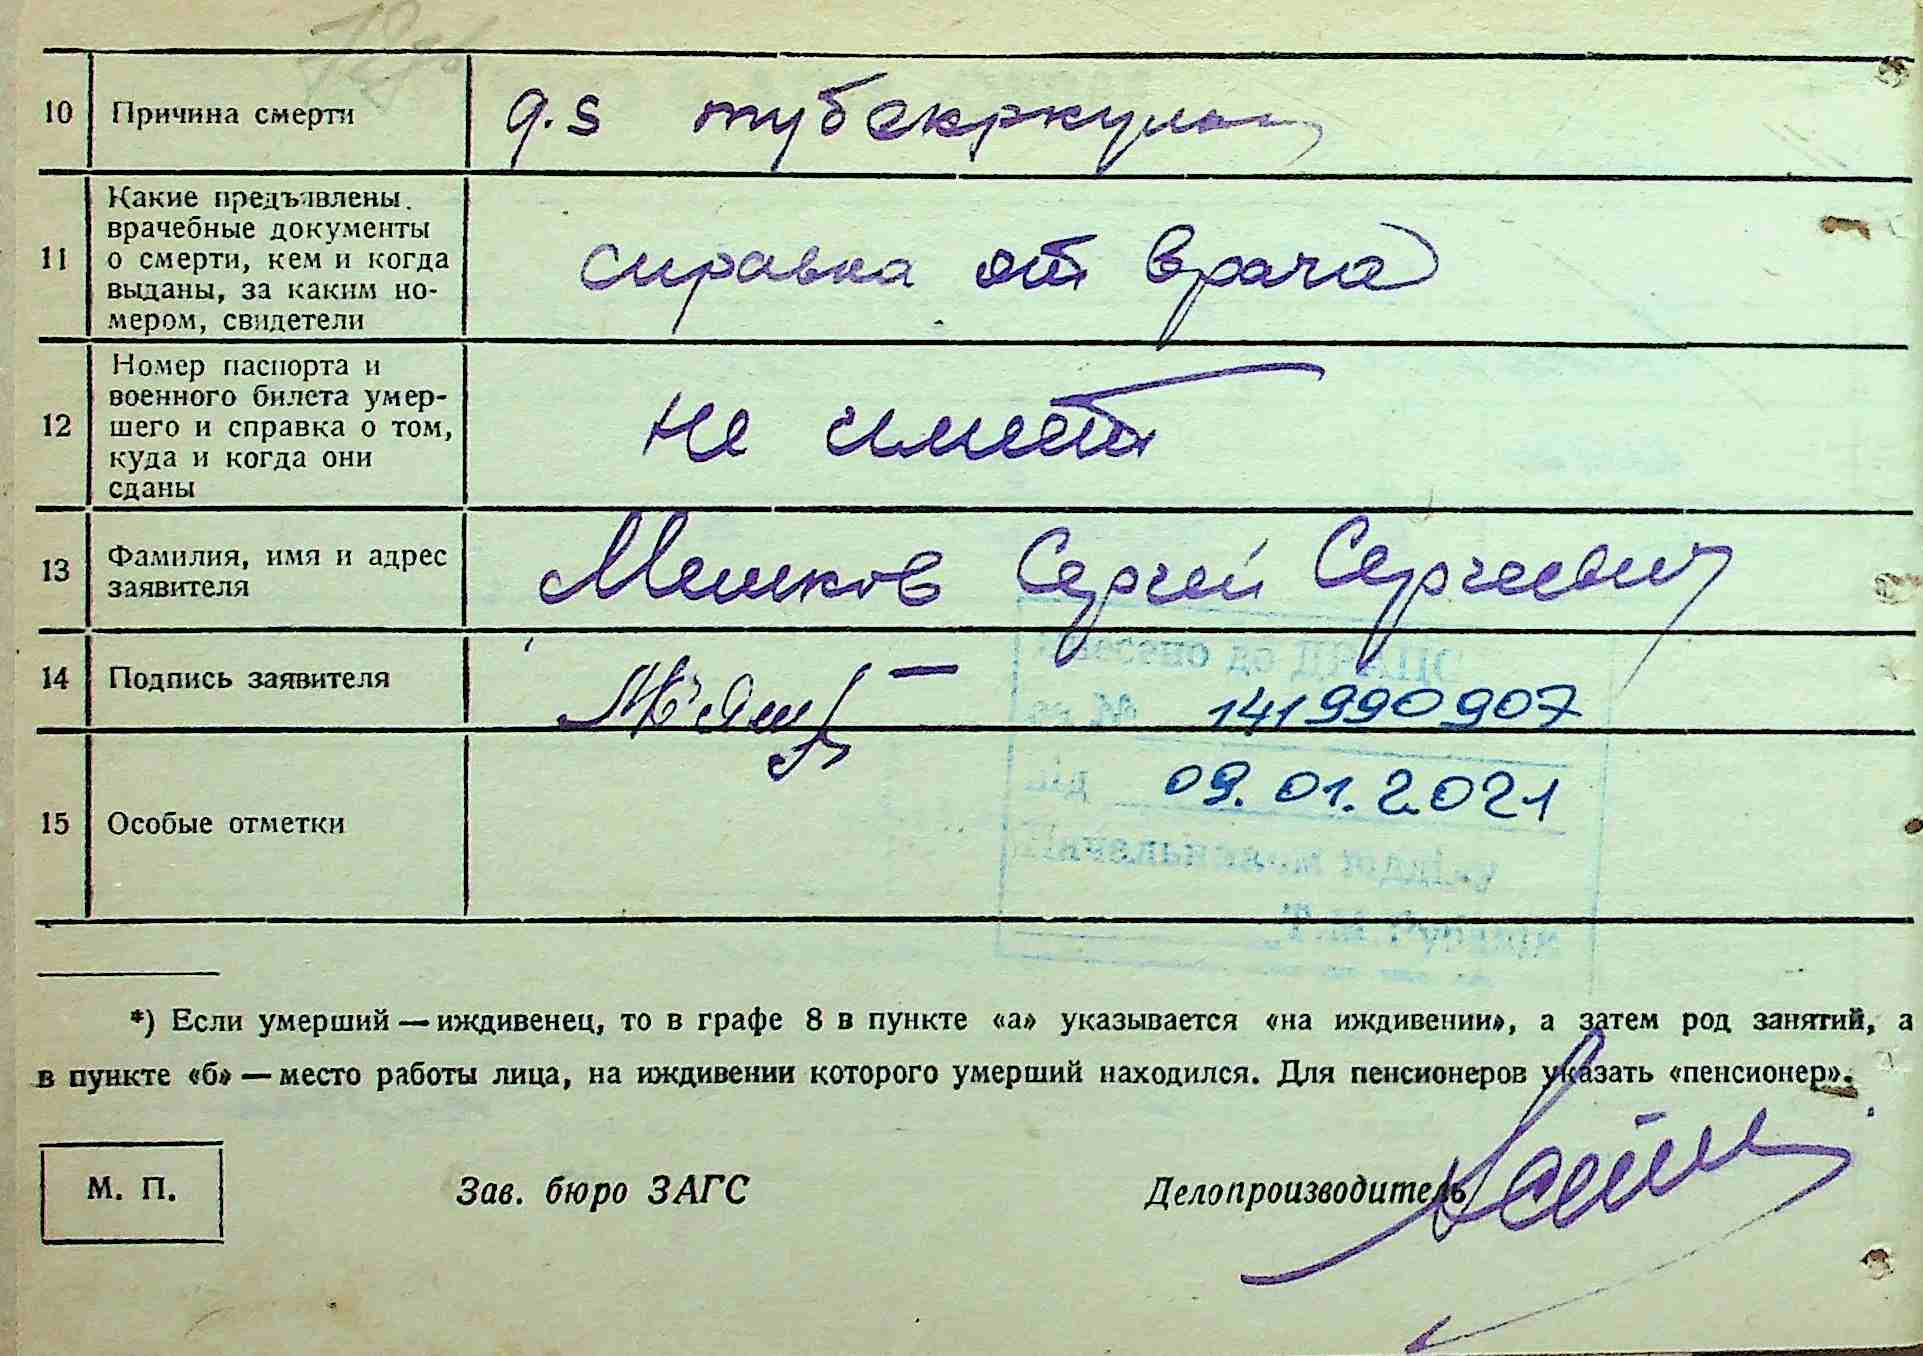 10 Причина смерти
q.s тубекркулы
11 Какие предъявлены
врачебные документы
о смерти, кем и когда
выданы, за каким но-
мером, свидетели
справка от врача
12 Номер паспорта и
военного билета умер-
шего и справка о том,
куда и когда они
сданы
не имет
13 Фамилия, имя и адрес
заявителя
Мешков Сергей Сергеевич
14 Подпись заявителя
141990907
09.01.2021
15 Особые отметки
*) Если умерший — иждивенец, то в графе 8 в пункте «а» указывается «на иждивении», а затем род занятий, а
в пункте «б» — место работы лица, на иждивении которого умерший находился. Для пенсионеров указать «пенсионер».
М. П.
Зав. бюро ЗАГС
Делопроизводитель